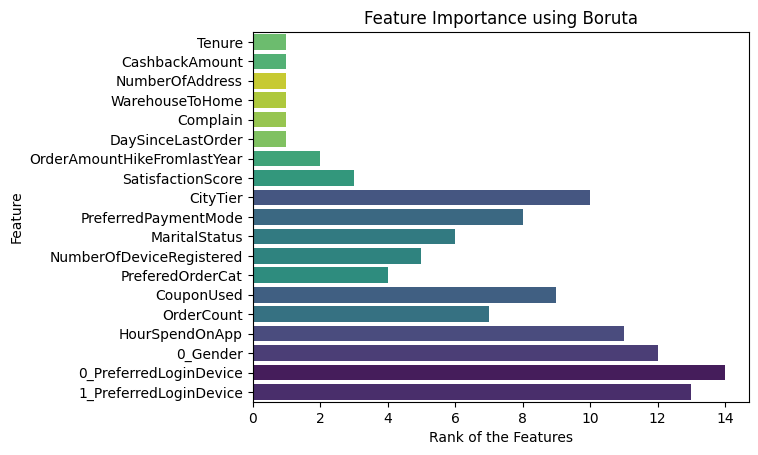 Feature Importance using Boruta
Feature
Tenure
CashbackAmount
NumberOfAddress
WarehouseToHome
Complain
DaySinceLastOrder
OrderAmountHikeFromlastYear
SatisfactionScore
CityTier
PreferredPaymentMode
MaritalStatus
NumberOfDeviceRegistered
PreferedOrderCat
CouponUsed
OrderCount
HourSpendOnApp
0_Gender
0_PreferredLoginDevice
1_PreferredLoginDevice
0 2 4 6 8 10 12 14
Rank of the Features